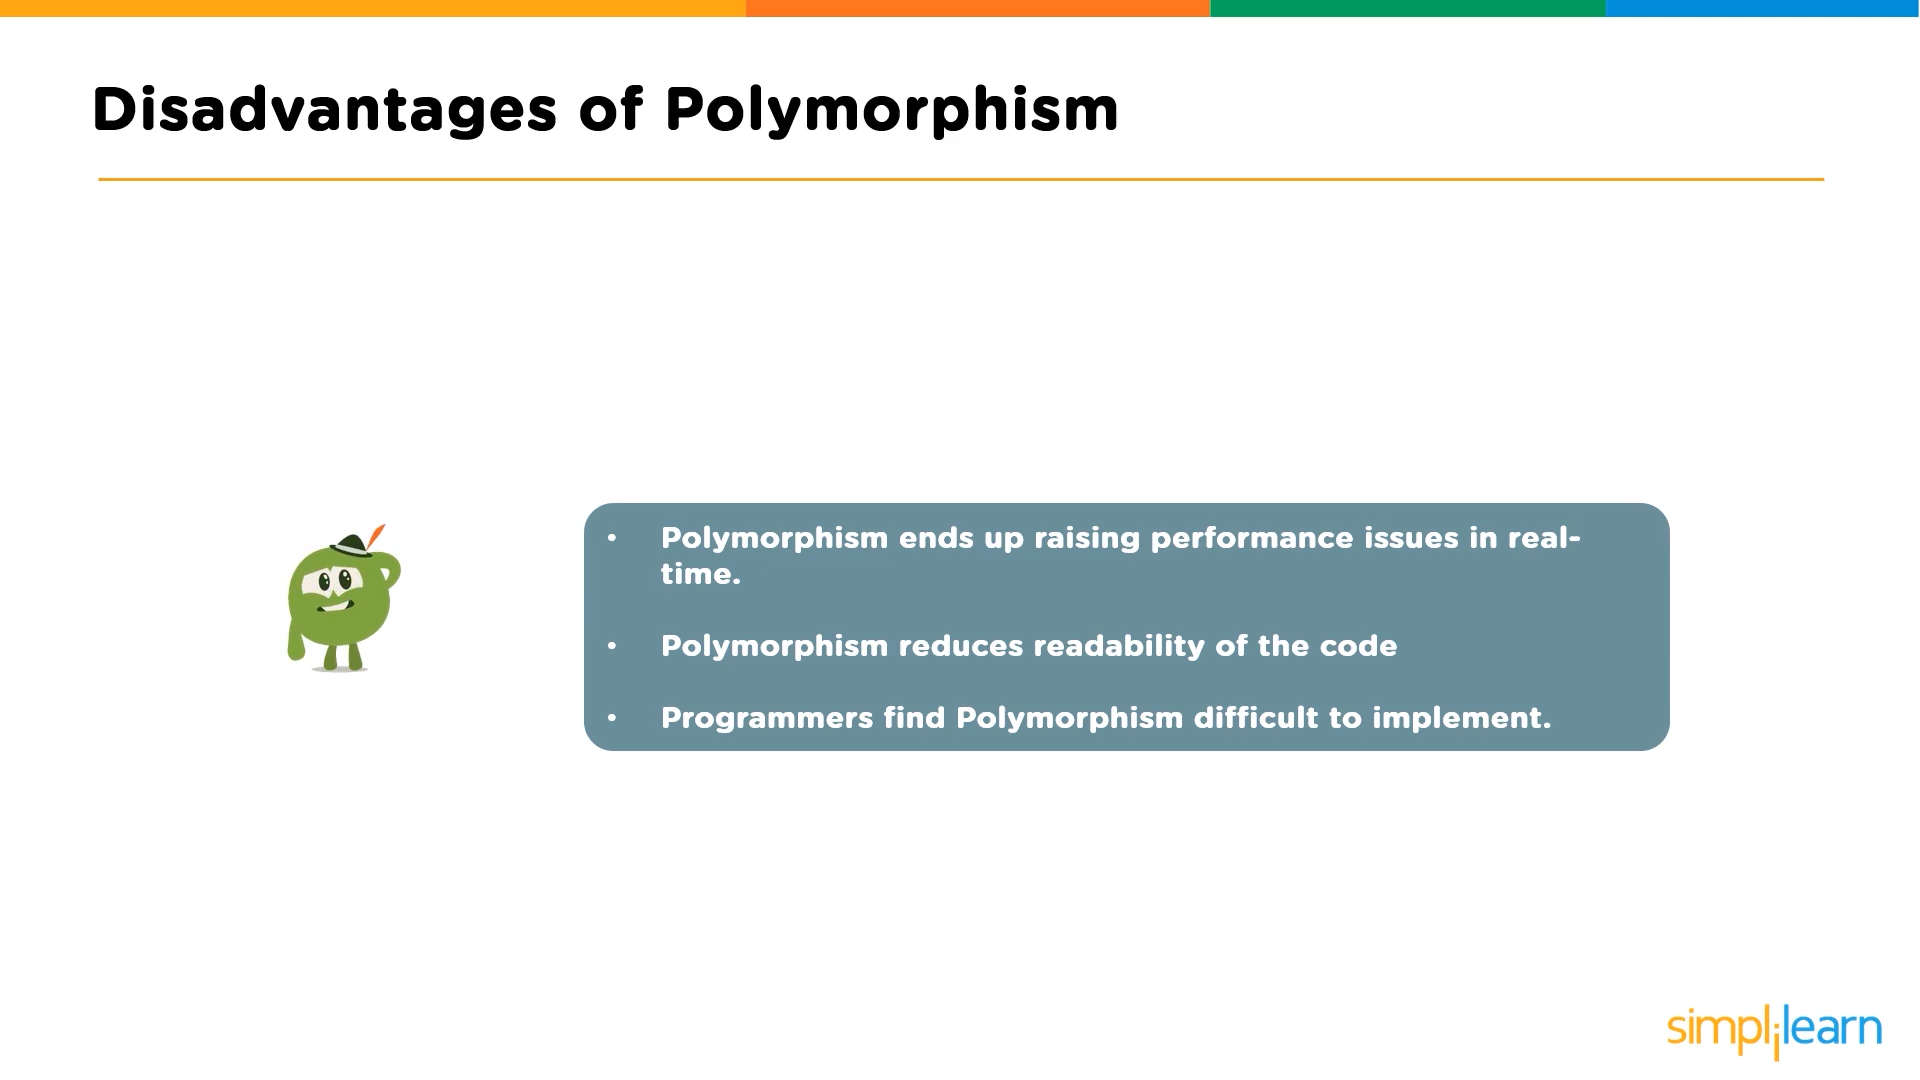 Disadvantages of Polymorphism
• Polymorphism ends up raising performance issues in real-
time.
• Polymorphism reduces readability of the code
• Programmers find Polymorphism difficult to implement.
simplilearn